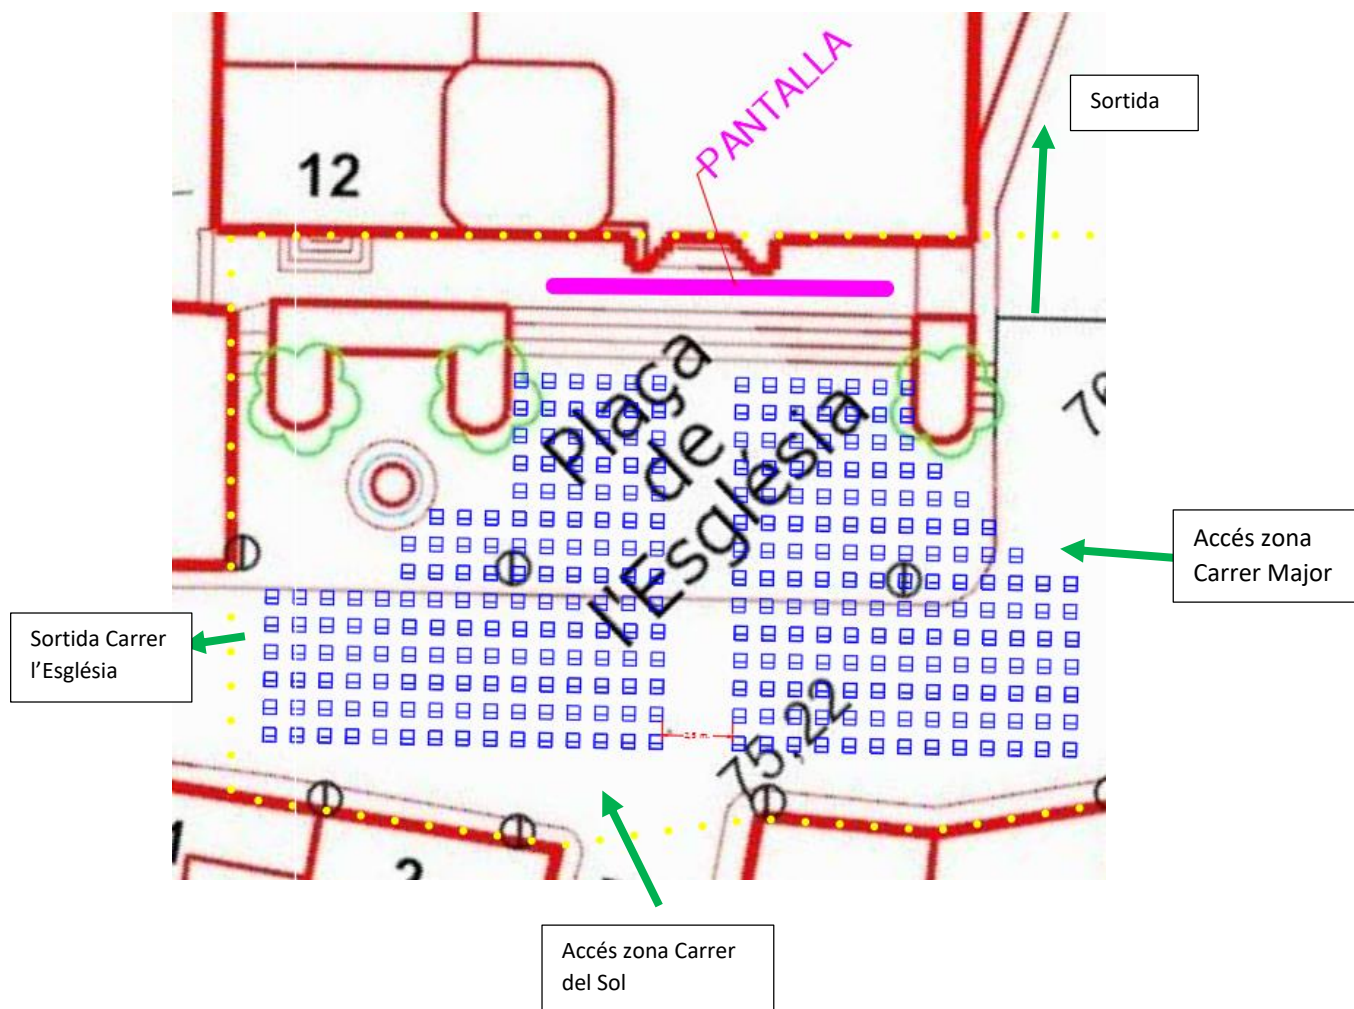 PANTALLA
Sortida
12
Plaça
de
l'Església
Accés zona
Carrer Major
Sortida Carrer
l'Església
75,22
2
Accés zona Carrer
del Sol